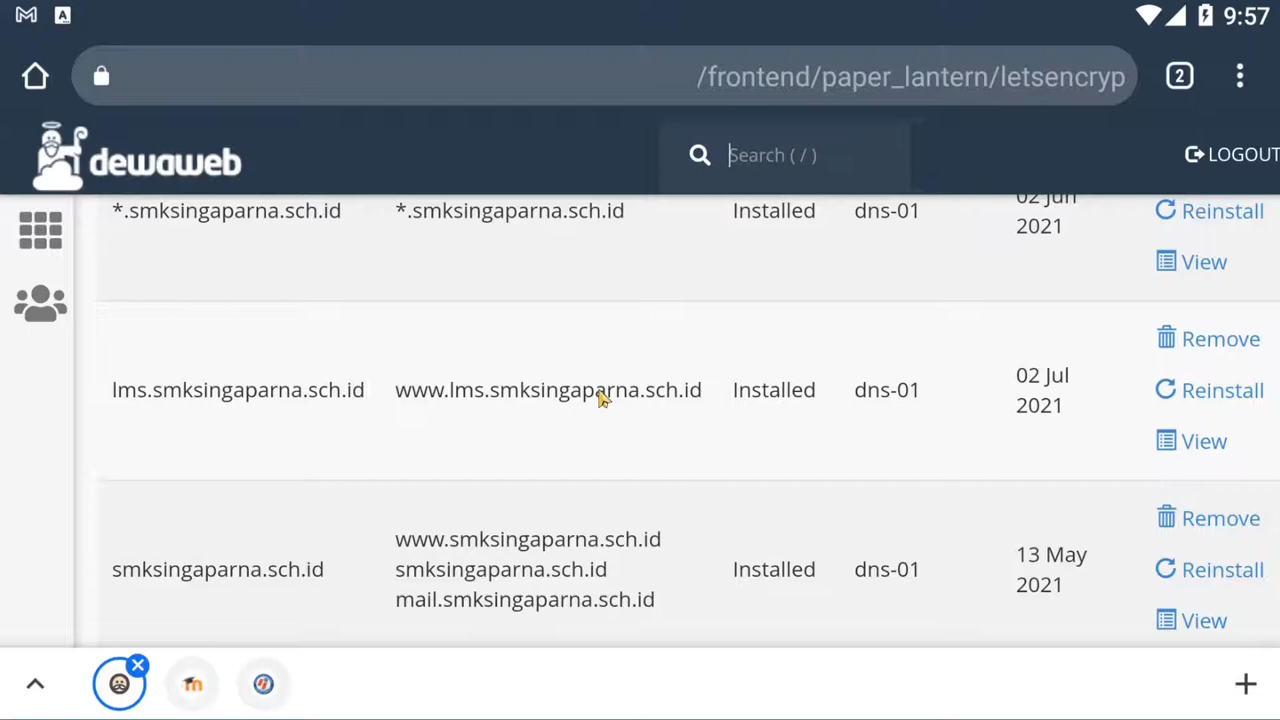 A
9:57
/frontend/paper_lantern/letsencryp
2
dewaweb
Search ( / )
LOGOUT
*.smksingaparna.sch.id
*.smksingaparna.sch.id
Installed
dns-01
02 Jun
2021
Reinstall
View
lms.smksingaparna.sch.id
www.lms.smksingaparna.sch.id
Installed
dns-01
02 Jul
2021
Remove
Reinstall
View
smksingaparna.sch.id
www.smksingaparna.sch.id
smksingaparna.sch.id
mail.smksingaparna.sch.id
Installed
dns-01
13 May
2021
Remove
Reinstall
View